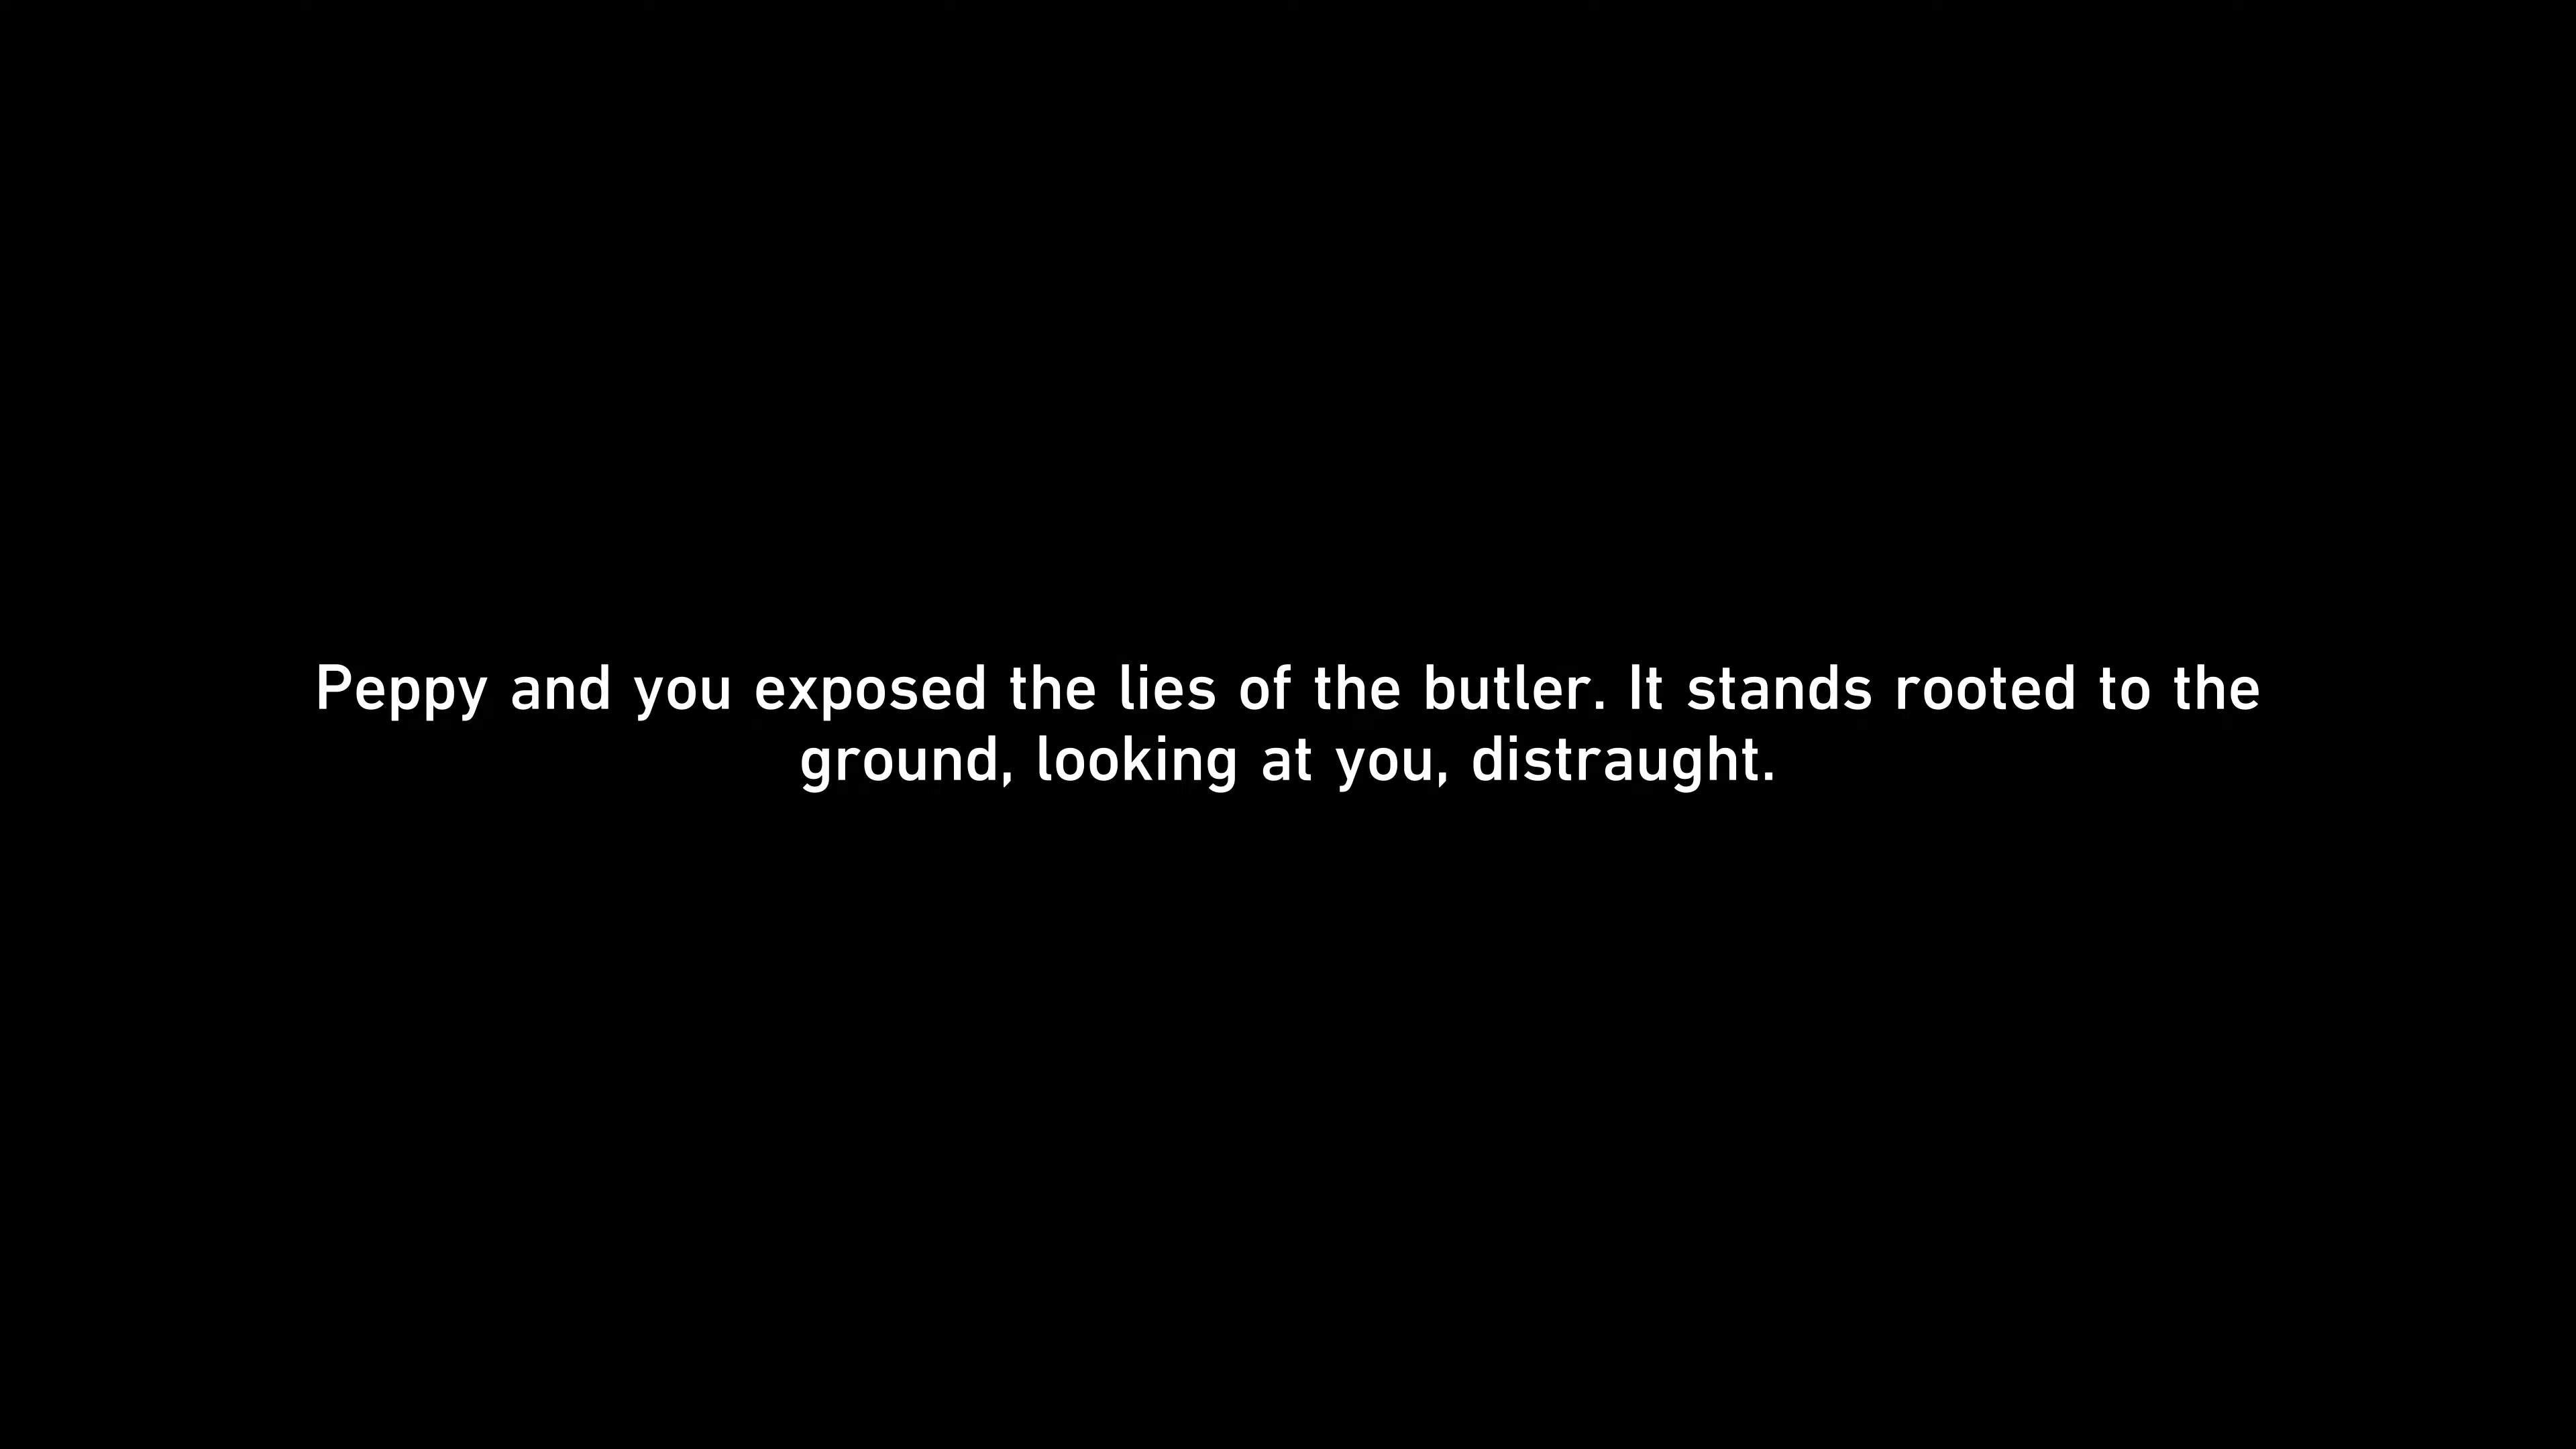 Peppy and you exposed the lies of the butler. It stands rooted to the
ground, looking at you, distraught.